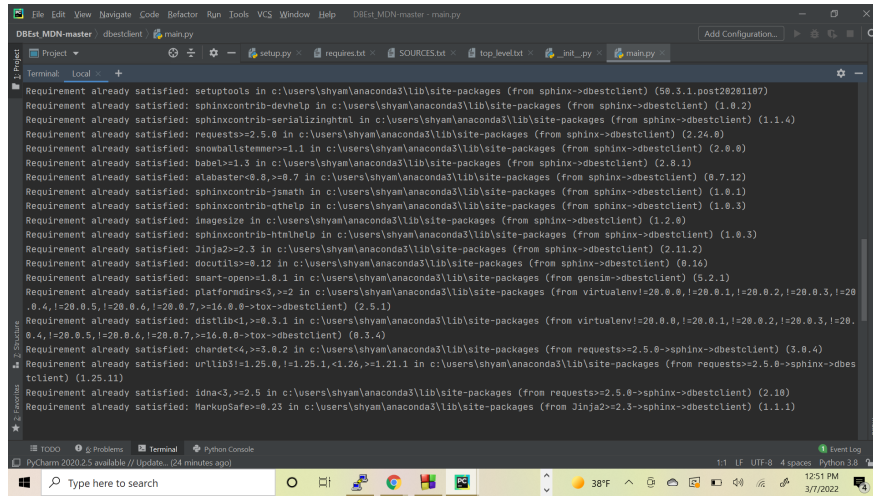 File Edit View Navigate Code Refactor Run Tools VCS Window Help DBEst_MDN-master - main.py
DBEst_MDN-master dbestclient main.py Add Configuration...
1: Project Project setup.py requires.txt SOURCES.txt top_level.txt __init__.py main.py
Terminal: Local × +
Requirement already satisfied: setuptools in c:\users\shyam\anaconda3\lib\site-packages (from sphinx->dbestclient) (50.3.1.post20201107)
Requirement already satisfied: sphinxcontrib-devhelp in c:\users\shyam\anaconda3\lib\site-packages (from sphinx->dbestclient) (1.0.2)
Requirement already satisfied: sphinxcontrib-serializinghtml in c:\users\shyam\anaconda3\lib\site-packages (from sphinx->dbestclient) (1.1.4)
Requirement already satisfied: requests>=2.5.0 in c:\users\shyam\anaconda3\lib\site-packages (from sphinx->dbestclient) (2.24.0)
Requirement already satisfied: snowballstemmer>=1.1 in c:\users\shyam\anaconda3\lib\site-packages (from sphinx->dbestclient) (2.0.0)
Requirement already satisfied: babel>=1.3 in c:\users\shyam\anaconda3\lib\site-packages (from sphinx->dbestclient) (2.8.1)
Requirement already satisfied: alabaster<0.8,>=0.7 in c:\users\shyam\anaconda3\lib\site-packages (from sphinx->dbestclient) (0.7.12)
Requirement already satisfied: sphinxcontrib-jsmath in c:\users\shyam\anaconda3\lib\site-packages (from sphinx->dbestclient) (1.0.1)
Requirement already satisfied: sphinxcontrib-qthelp in c:\users\shyam\anaconda3\lib\site-packages (from sphinx->dbestclient) (1.0.3)
Requirement already satisfied: imagesize in c:\users\shyam\anaconda3\lib\site-packages (from sphinx->dbestclient) (1.2.0)
Requirement already satisfied: sphinxcontrib-htmlhelp in c:\users\shyam\anaconda3\lib\site-packages (from sphinx->dbestclient) (1.0.3)
Requirement already satisfied: Jinja2>=2.3 in c:\users\shyam\anaconda3\lib\site-packages (from sphinx->dbestclient) (2.11.2)
Requirement already satisfied: docutils>=0.12 in c:\users\shyam\anaconda3\lib\site-packages (from sphinx->dbestclient) (0.16)
Requirement already satisfied: smart-open>=1.8.1 in c:\users\shyam\anaconda3\lib\site-packages (from gensim->dbestclient) (5.2.1)
Requirement already satisfied: platformdirs<3,>=2 in c:\users\shyam\anaconda3\lib\site-packages (from virtualenv!=20.0.0,!=20.0.1,!=20.0.2,!=20.0.3,!=20
.0.4,!=20.0.5,!=20.0.6,!=20.0.7,>=16.0.0->tox->dbestclient) (2.5.1)
Requirement already satisfied: distlib<1,>=0.3.1 in c:\users\shyam\anaconda3\lib\site-packages (from virtualenv!=20.0.0,!=20.0.1,!=20.0.2,!=20.0.3,!=20.
0.4,!=20.0.5,!=20.0.6,!=20.0.7,>=16.0.0->tox->dbestclient) (0.3.4)
Requirement already satisfied: chardet<4,>=3.0.2 in c:\users\shyam\anaconda3\lib\site-packages (from requests>=2.5.0->sphinx->dbestclient) (3.0.4)
Requirement already satisfied: urllib3!=1.25.0,!=1.25.1,<1.26,>=1.21.1 in c:\users\shyam\anaconda3\lib\site-packages (from requests>=2.5.0->sphinx->dbes
tclient) (1.25.11)
Requirement already satisfied: idna<3,>=2.5 in c:\users\shyam\anaconda3\lib\site-packages (from requests>=2.5.0->sphinx->dbestclient) (2.10)
Requirement already satisfied: MarkupSafe>=0.23 in c:\users\shyam\anaconda3\lib\site-packages (from Jinja2>=2.3->sphinx->dbestclient) (1.1.1)
Z: Structure
2: Favorites
TODO 6: Problems Terminal Python Console 1 Event Log
PyCharm 2020.2.5 available // Update... (24 minutes ago) 1:1 LF UTF-8 4 spaces Python 3.8
Type here to search 38°F 12:51 PM
3/7/2022 4